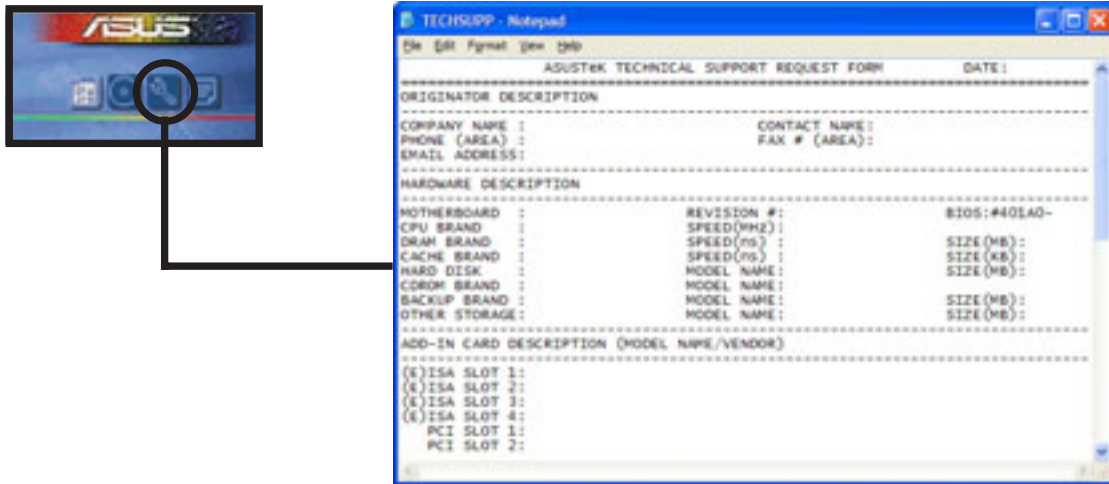 ASUS
TECHSUPP - Notepad
File Edit Format View Help
ASUSTeK TECHNICAL SUPPORT REQUEST FORM DATE:
ORIGINATOR DESCRIPTION
COMPANY NAME : CONTACT NAME:
PHONE (AREA) : FAX # (AREA):
EMAIL ADDRESS:
HARDWARE DESCRIPTION
MOTHERBOARD : REVISION #: BIOS:#401A0-
CPU BRAND : SPEED(MHZ):
DRAM BRAND : SPEED(ns) : SIZE(MB):
CACHE BRAND : SPEED(ns) : SIZE(KB):
HARD DISK : MODEL NAME: SIZE(MB):
CDROM BRAND : MODEL NAME:
BACKUP BRAND : MODEL NAME: SIZE(MB):
OTHER STORAGE: MODEL NAME: SIZE(MB):
ADD-IN CARD DESCRIPTION (MODEL NAME/VENDOR)
(E)ISA SLOT 1:
(E)ISA SLOT 2:
(E)ISA SLOT 3:
(E)ISA SLOT 4:
PCI SLOT 1:
PCI SLOT 2: